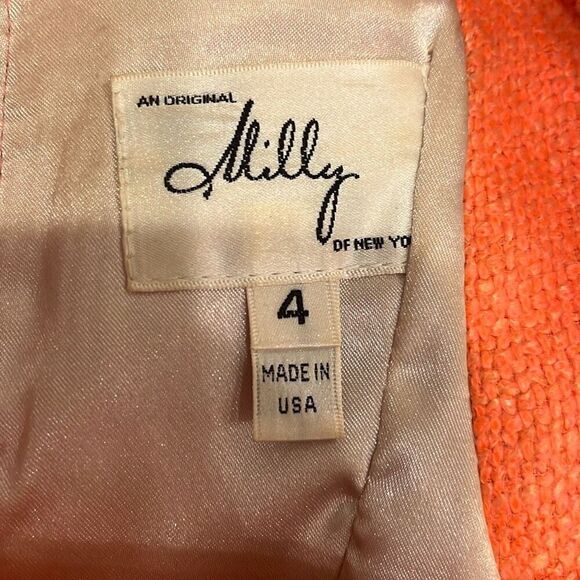 AN ORIGINAL
Milly
OF NEW YO
4
MADE IN
USA